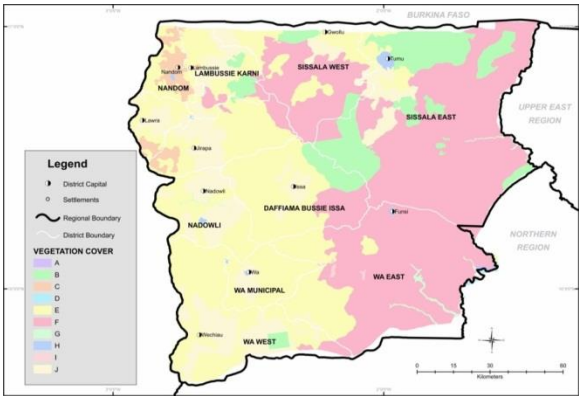 BURKINA FASO
Gwollu
Tumu
Nandom
Lambussie
LAMBUSSIE KARNI
SISSALA WEST
NANDOM
SISSALA EAST
UPPER EAST
REGION
Lawra
Jirapa
Nadowli
Issa
Funsi
DAFFIAMA BUSSIE ISSA
NADOWLI
NORTHERN
REGION
Wa
WA EAST
WA MUNICIPAL
Wechiau
WA WEST
Legend
District Capital
Settlements
Regional Boundary
District Boundary
VEGETATION COVER
A
B
C
D
E
F
G
H
I
J
0 15 30 60
Kilometers